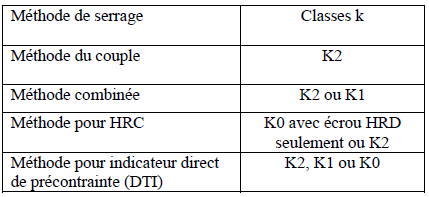 Méthode de serrage
Classes k
Méthode du couple
K2
Méthode combinée
K2 ou K1
Méthode pour HRC
K0 avec écrou HRD
seulement ou K2
Méthode pour indicateur direct
de précontrainte (DTI)
K2, K1 ou K0